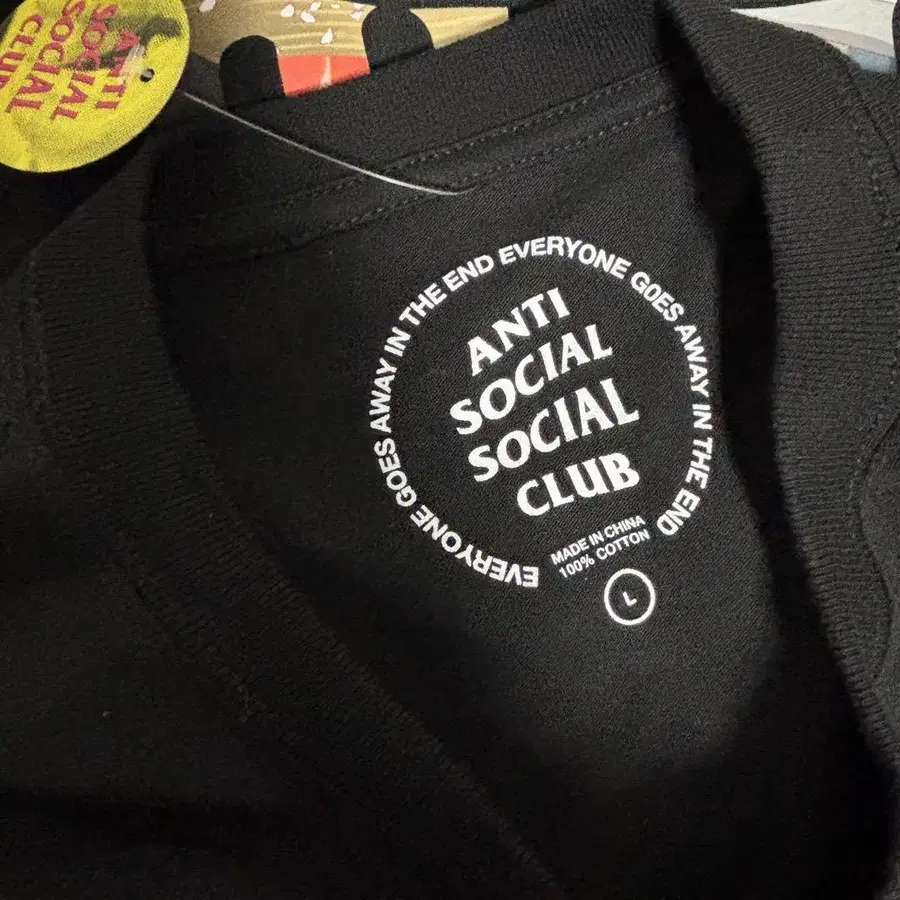 ANTI
SOCIAL
SOCIAL
CLUB
EVERYONE GOES AWAY IN THE END EVERYONE GOES AWAY IN THE END
ANTI
SOCIAL
SOCIAL
CLUB
MADE IN CHINA
100% COTTON
L